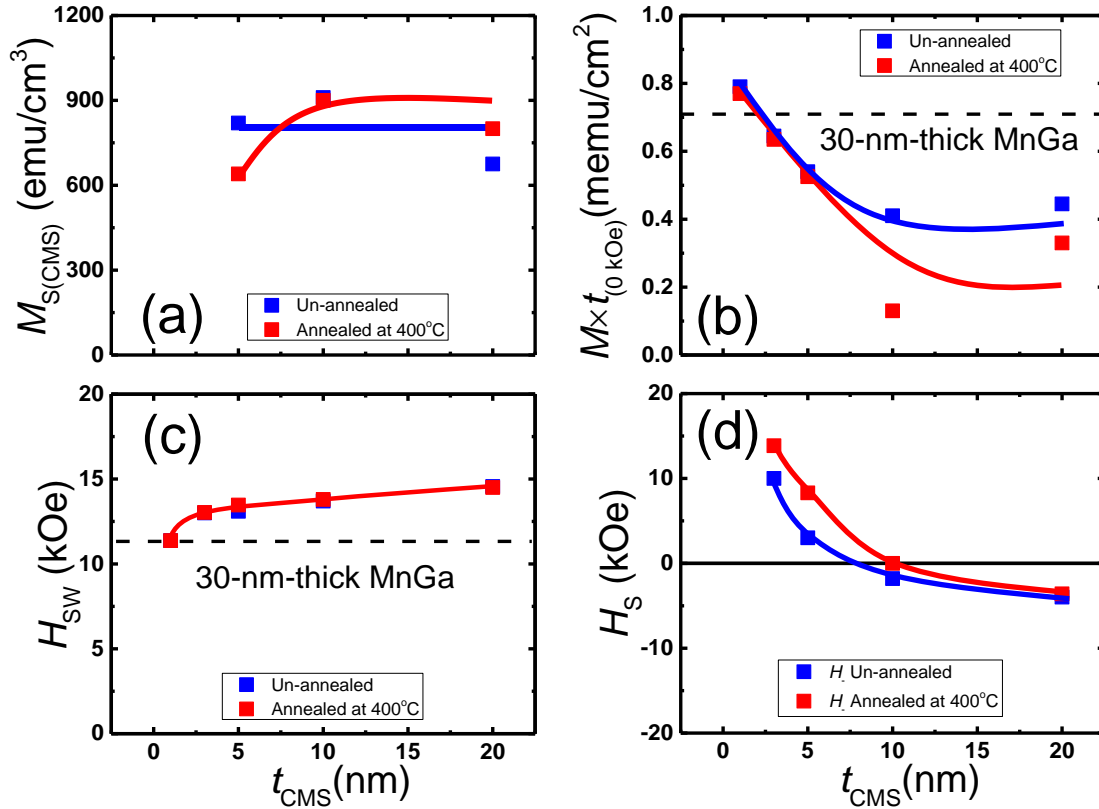 1200
900
600
300
0
M_S(CMS) (emu/cm³)
(a)
Un-annealed
Annealed at 400°C
1.0
0.8
0.6
0.4
0.2
0.0
M× t_(0 kOe)(memu/cm²)
Un-annealed
Annealed at 400°C
30-nm-thick MnGa
(b)
20
15
10
5
0
H_SW (kOe)
(c)
30-nm-thick MnGa
Un-annealed
Annealed at 400°C
0 5 10 15 20
t_CMS(nm)
20
10
0
-10
-20
H_S (kOe)
(d)
H_- Un-annealed
H_- Annealed at 400°C
0 5 10 15 20
t_CMS(nm)